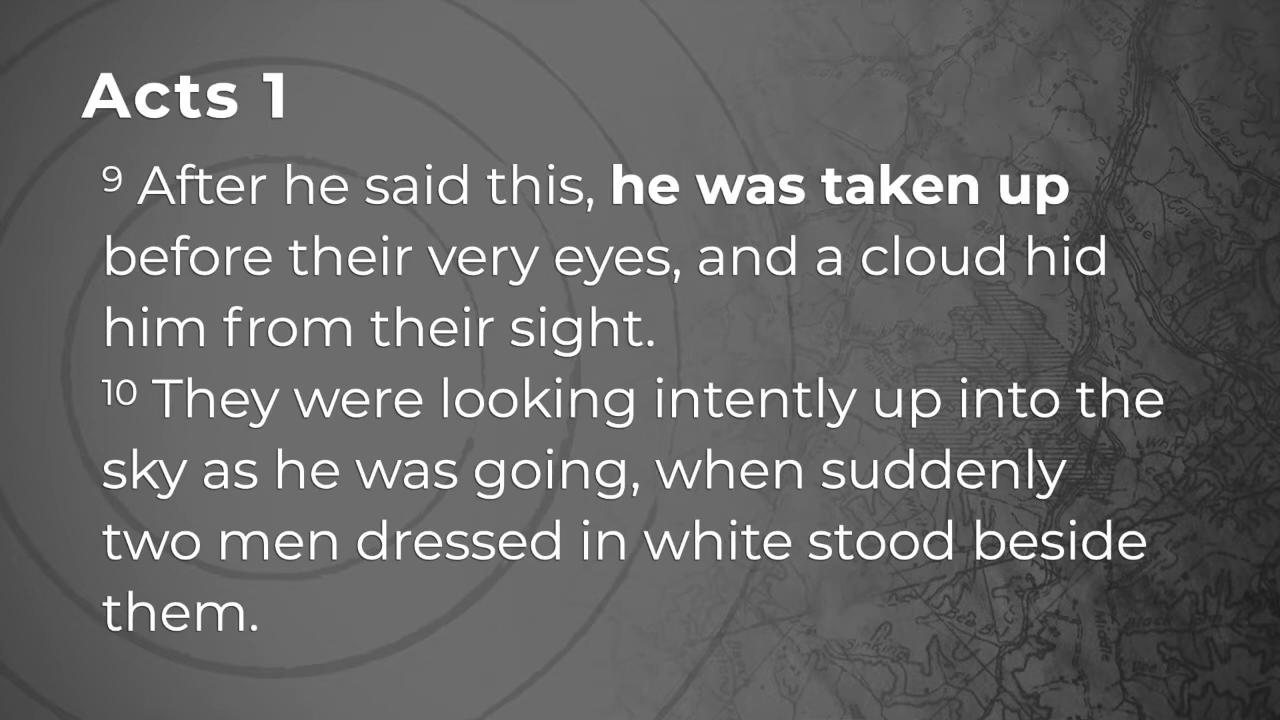 Acts 1
9 After he said this, he was taken up
before their very eyes, and a cloud hid
him from their sight.
10 They were looking intently up into the
sky as he was going, when suddenly
two men dressed in white stood beside
them.
Moreland